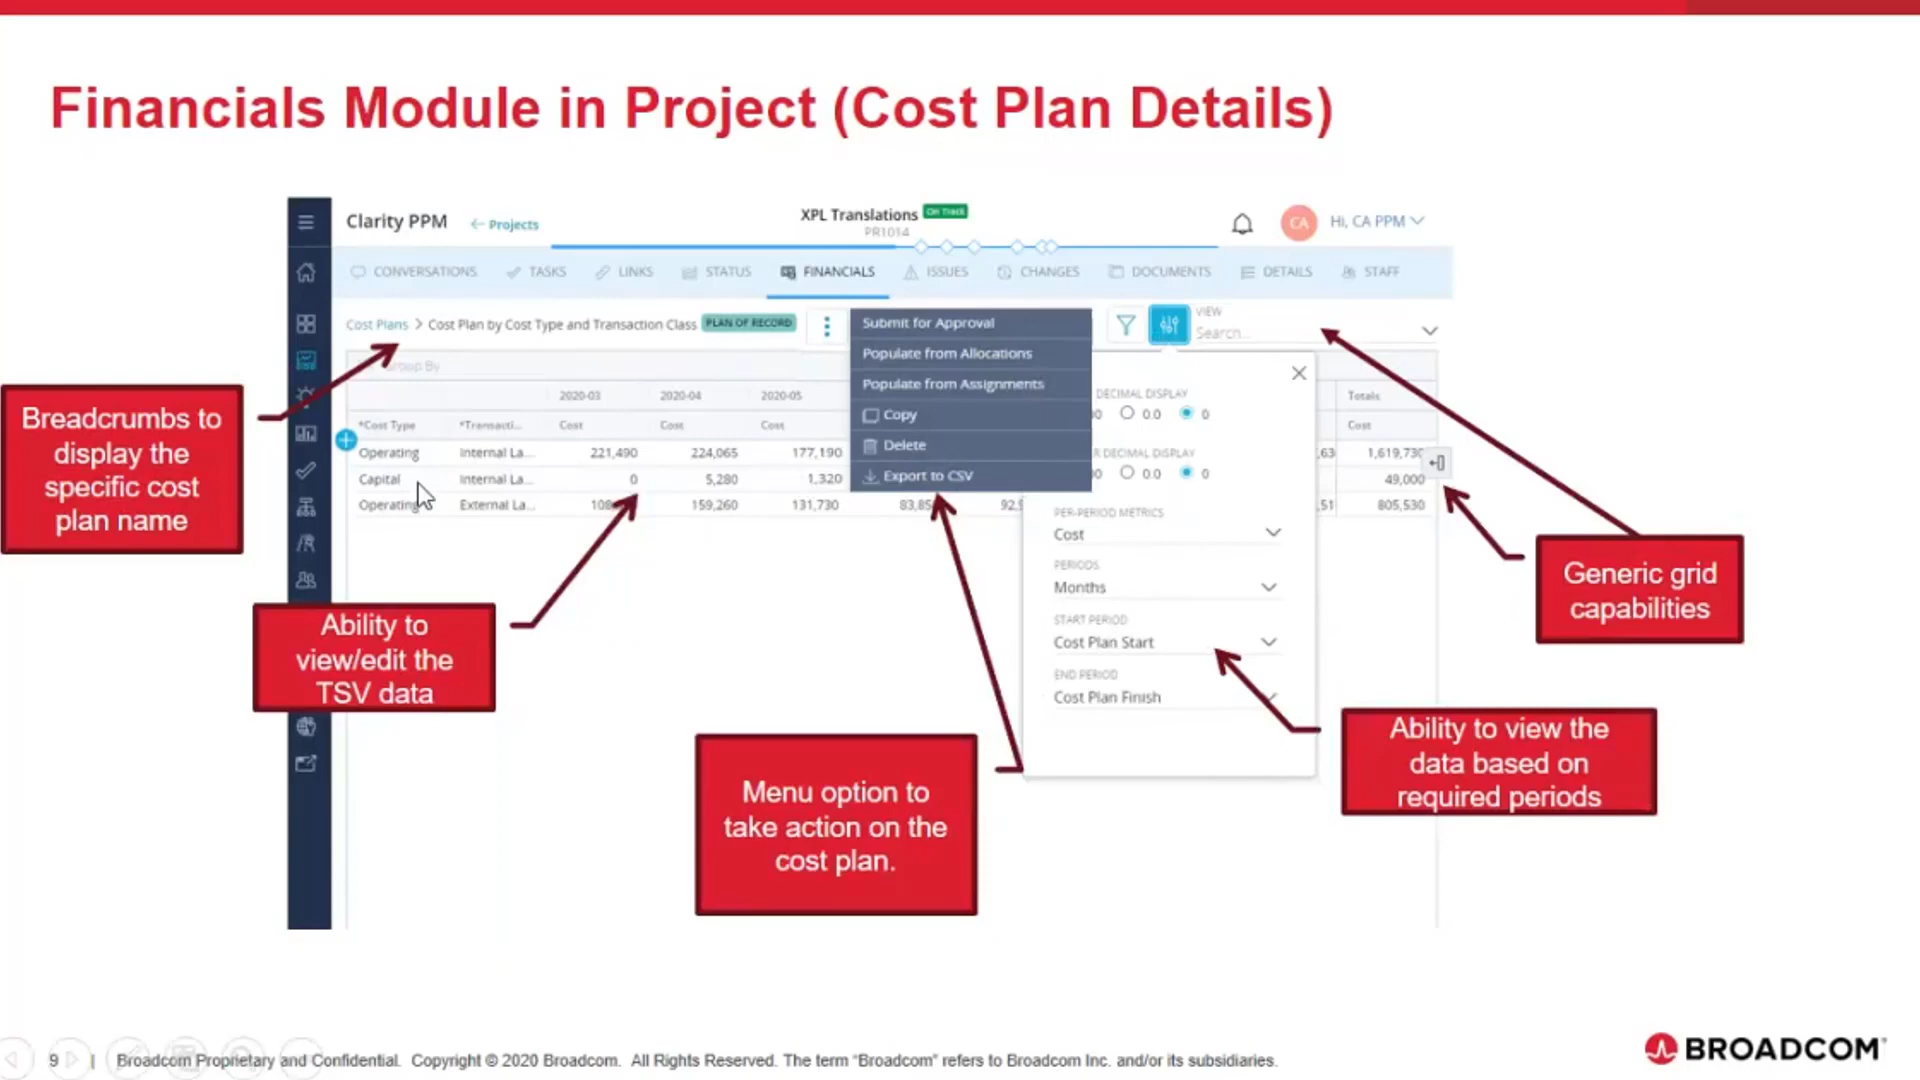 Financials Module in Project (Cost Plan Details)
Clarity PPM
Projects
XPL Translations
On Track
PR1014
CA
Hi, CA PPM
CONVERSATIONS
TASKS
LINKS
STATUS
FINANCIALS
ISSUES
CHANGES
DOCUMENTS
DETAILS
STAFF
Cost Plans > Cost Plan by Cost Type and Transaction Class
PLAN OF RECORD
VIEW
Search...
Submit for Approval
Populate from Allocations
Populate from Assignments
Copy
Delete
Export to CSV
Group By
2020-03 2020-04 2020-05 Totals
*Cost Type *Transacti... Cost Cost Cost Cost
Operating Internal La... 221,490 224,065 177,190
Capital Internal La... 0 5,280 1,320 49,000
Operating External La... 159,260 131,730 805,530
DECIMAL DISPLAY
0.0 0
DECIMAL DISPLAY
0.0 0
PER-PERIOD METRICS
Cost
PERIODS
Months
START PERIOD
Cost Plan Start
END PERIOD
Cost Plan Finish
Breadcrumbs to
display the
specific cost
plan name
Ability to
view/edit the
TSV data
Menu option to
take action on the
cost plan.
Generic grid
capabilities
Ability to view the
data based on
required periods
9 | Broadcom Proprietary and Confidential. Copyright © 2020 Broadcom. All Rights Reserved. The term “Broadcom” refers to Broadcom Inc. and/or its subsidiaries.
BROADCOM